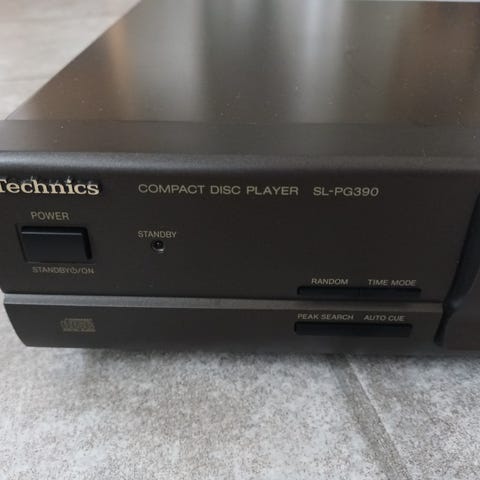 Technics
COMPACT DISC PLAYER SL-PG390
POWER
STANDBY
STANDBY⏻/ON
RANDOM TIME MODE
PEAK SEARCH AUTO CUE